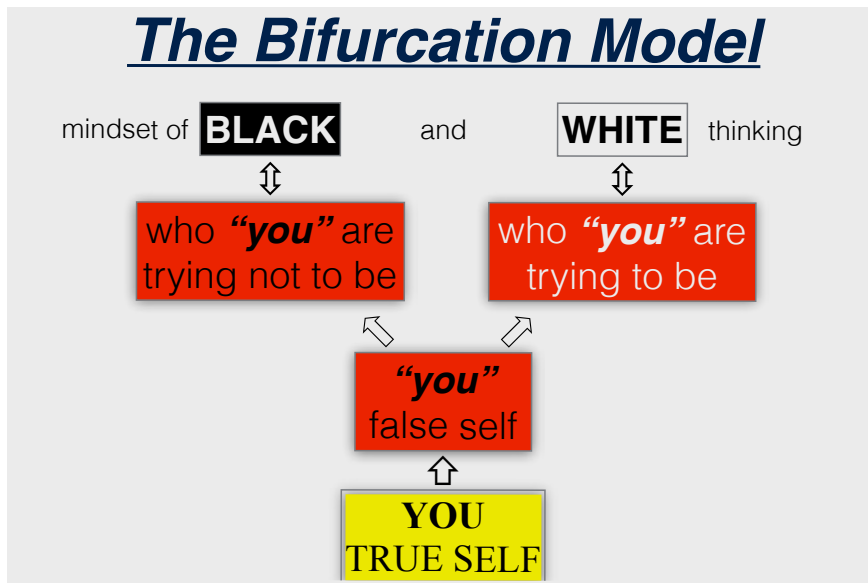 The Bifurcation Model
mindset of BLACK and WHITE thinking
who “you” are
trying not to be
who “you” are
trying to be
“you”
false self
YOU
TRUE SELF